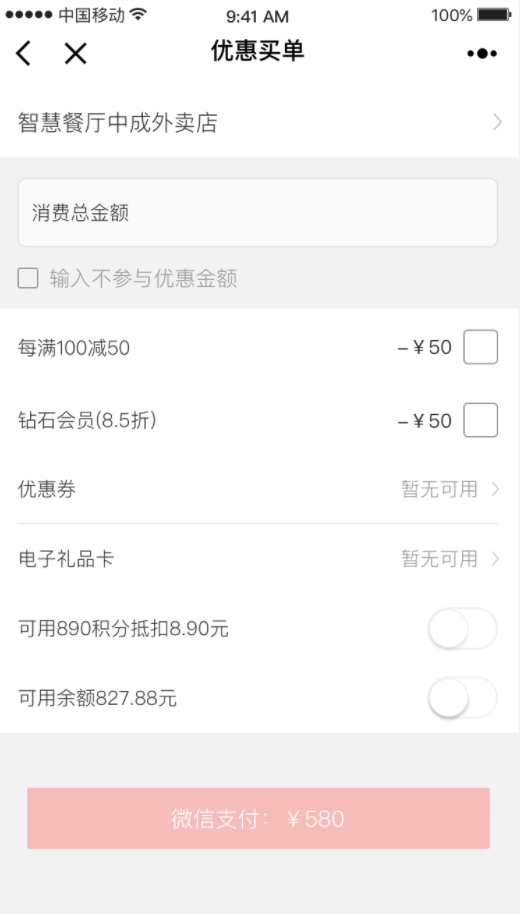 中国移动
9:41 AM
100%
优惠买单
智慧餐厅中成外卖店
消费总金额
输入不参与优惠金额
每满100减50
-￥50
钻石会员(8.5折)
-￥50
优惠券
暂无可用
电子礼品卡
暂无可用
可用890积分抵扣8.90元
可用余额827.88元
微信支付：￥580